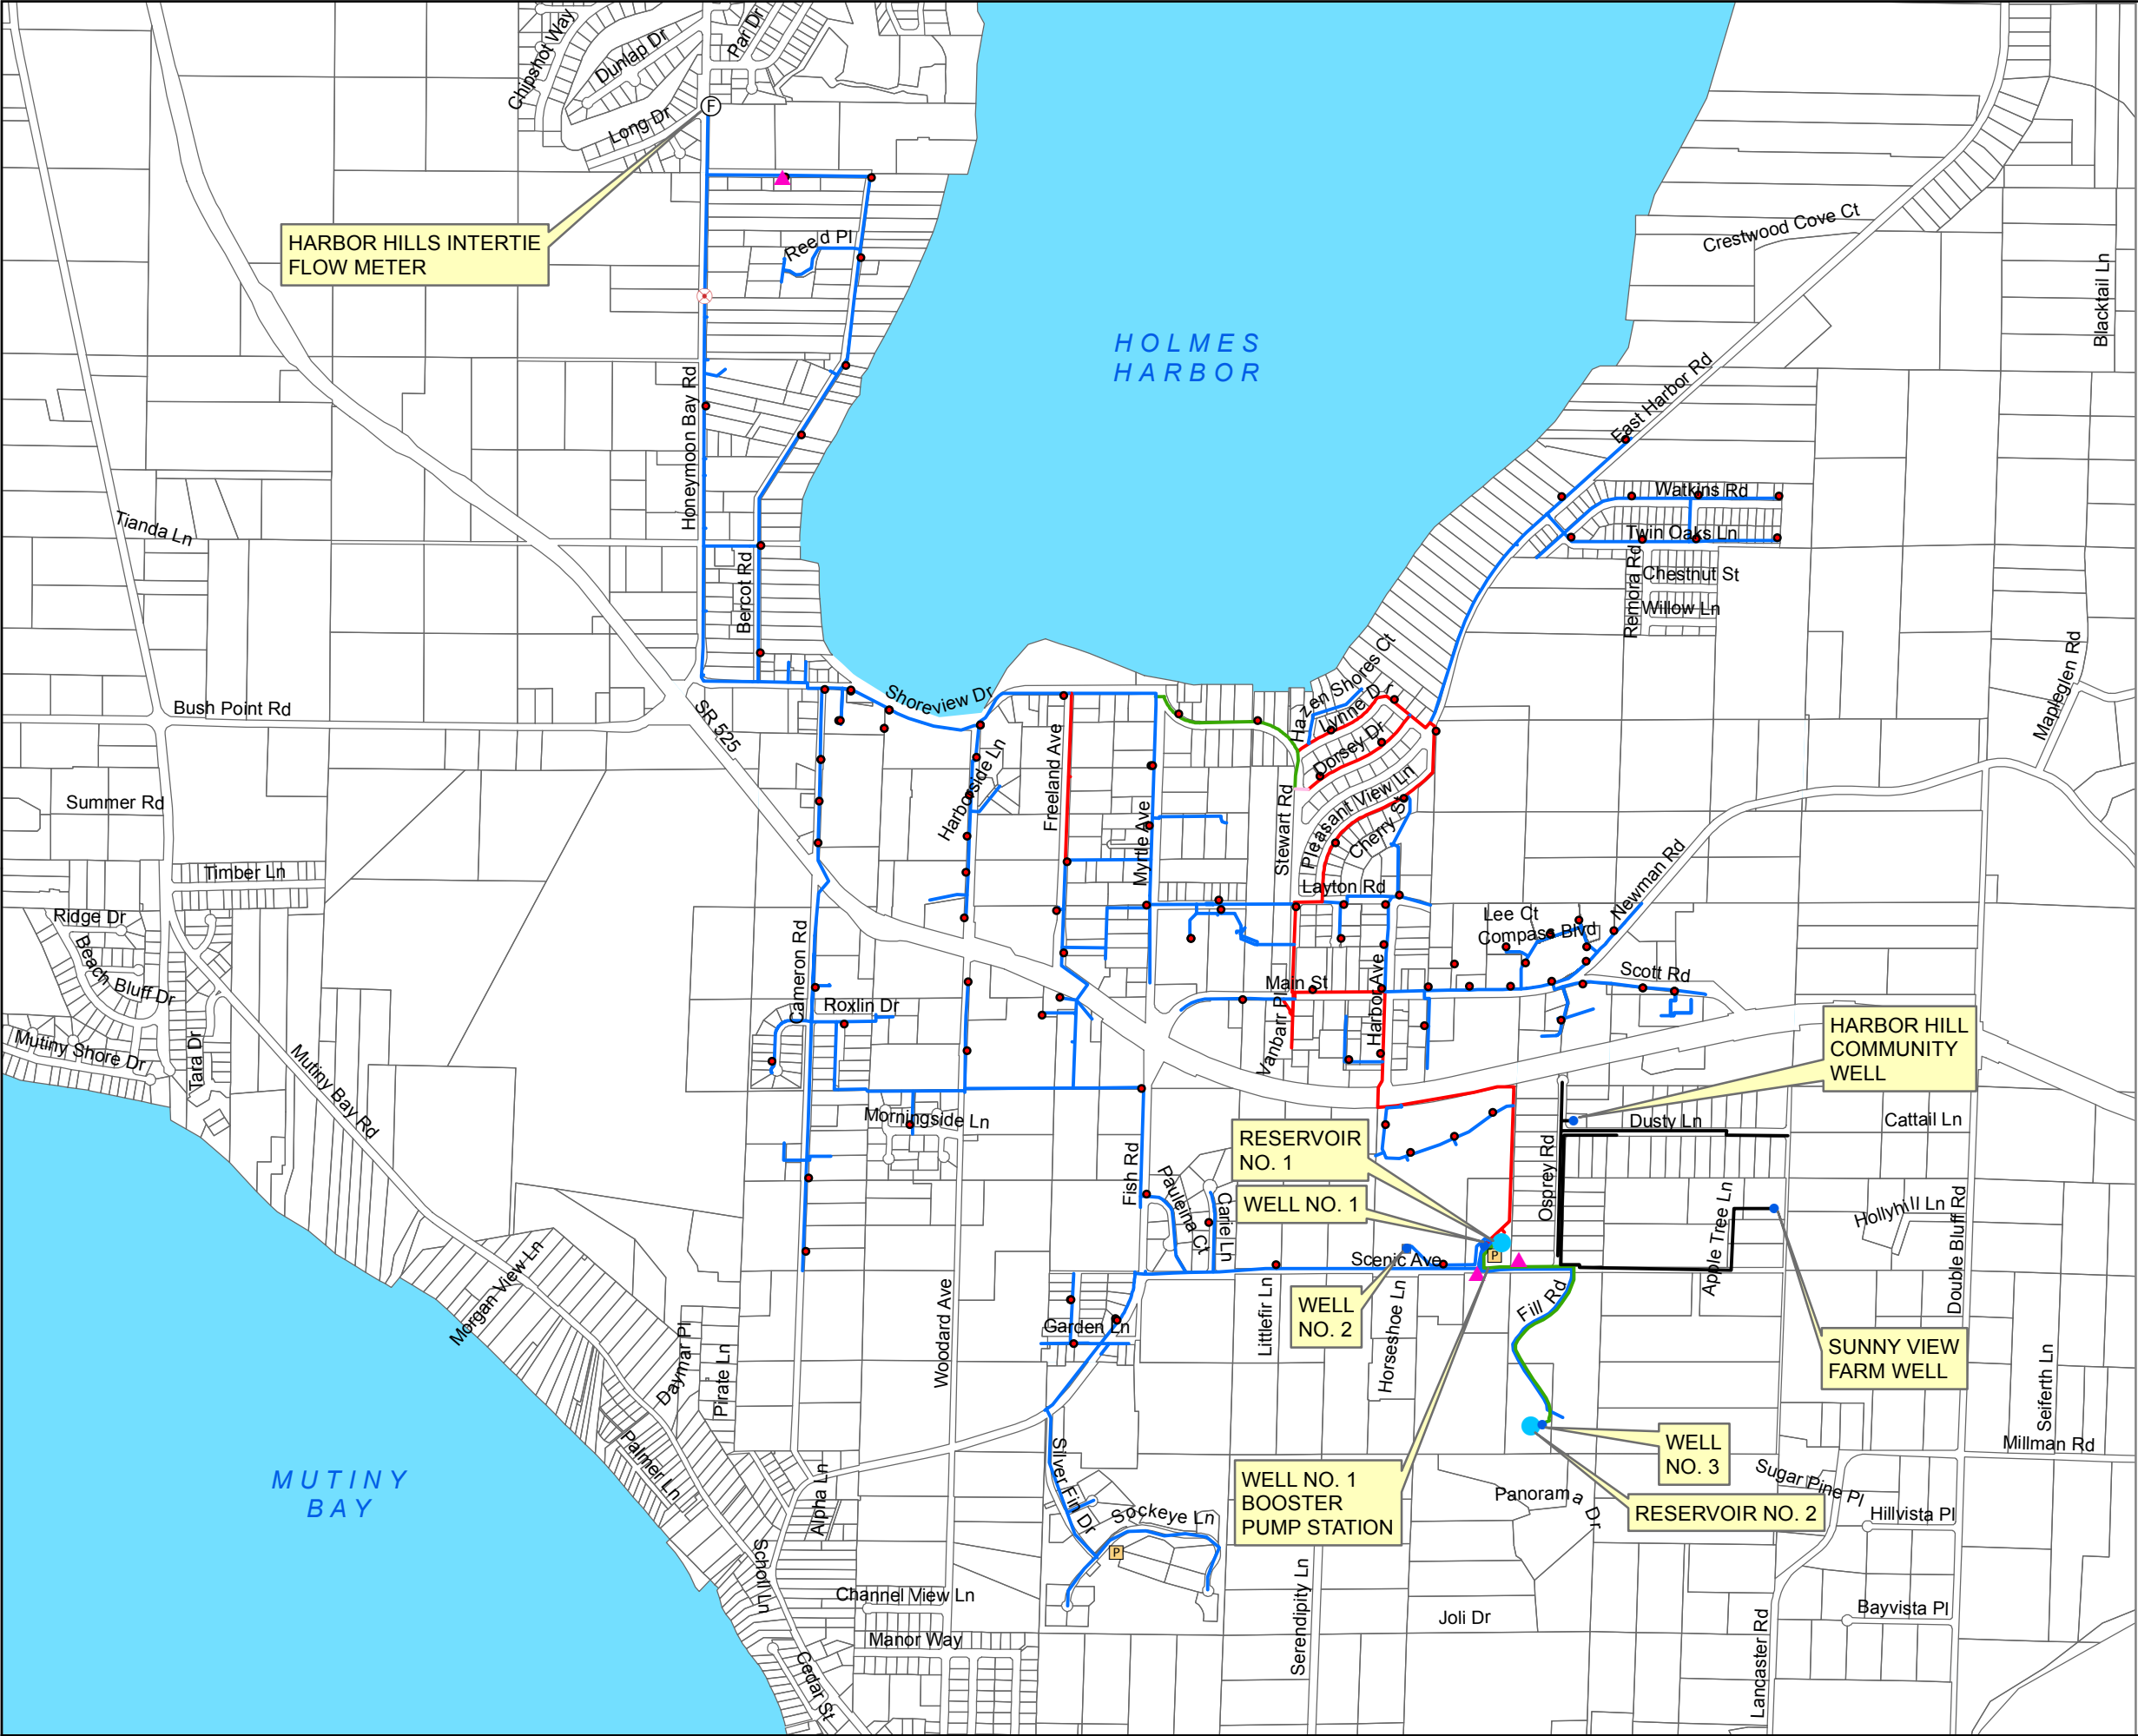 Chipshot Way
Dunlap Dr
Par Dr
F
Long Dr
HARBOR HILLS INTERTIE
FLOW METER
Reed Pl
Crestwood Cove Ct
Blacktail Ln
HOLMES
HARBOR
Honeymoon Bay Rd
East Harbor Rd
Watkins Rd
Tianda Ln
Twin Oaks Ln
Bercot Rd
Remora Rd
Chestnut St
Willow Ln
Mapleglen Rd
Bush Point Rd
SR 525
Shoreview Dr
Hazen Shores Ct
Lynne Dr
Dorsey Dr
Harborside Ln
Freeland Ave
Myrtle Ave
Stewart Rd
Pleasant View Ln
Cherry St
Summer Rd
Timber Ln
Layton Rd
Newman Rd
Ridge Dr
Lee Ct
Compass Blvd
Beach Bluff Dr
Cameron Rd
Main St
Scott Rd
Roxlin Dr
Vanbarr Pl
Harbor Ave
Mutiny Shore Dr
Tara Dr
Mutiny Bay Rd
HARBOR HILL
COMMUNITY
WELL
Morningside Ln
Dusty Ln
Cattail Ln
RESERVOIR
NO. 1
Fish Rd
Pauleina Ct
Carie Ln
WELL NO. 1
Osprey Rd
Apple Tree Ln
Hollyhill Ln
Double Bluff Rd
Morgan View Ln
Scenic Ave
P
Woodard Ave
Littlefir Ln
WELL
NO. 2
Horseshoe Ln
Fill Rd
Garden Ln
SUNNY VIEW
FARM WELL
Daymar Pl
Pirate Ln
Seiferth Ln
Palmer Ln
Silver Fin Dr
WELL
NO. 3
Millman Rd
MUTINY
BAY
Alpha Ln
WELL NO. 1
BOOSTER
PUMP STATION
Panorama Dr
Sugar Pine Pl
RESERVOIR NO. 2
Hillvista Pl
Sockeye Ln
P
Scholl Ln
Channel View Ln
Serendipity Ln
Joli Dr
Bayvista Pl
Manor Way
Cedar St
Lancaster Rd